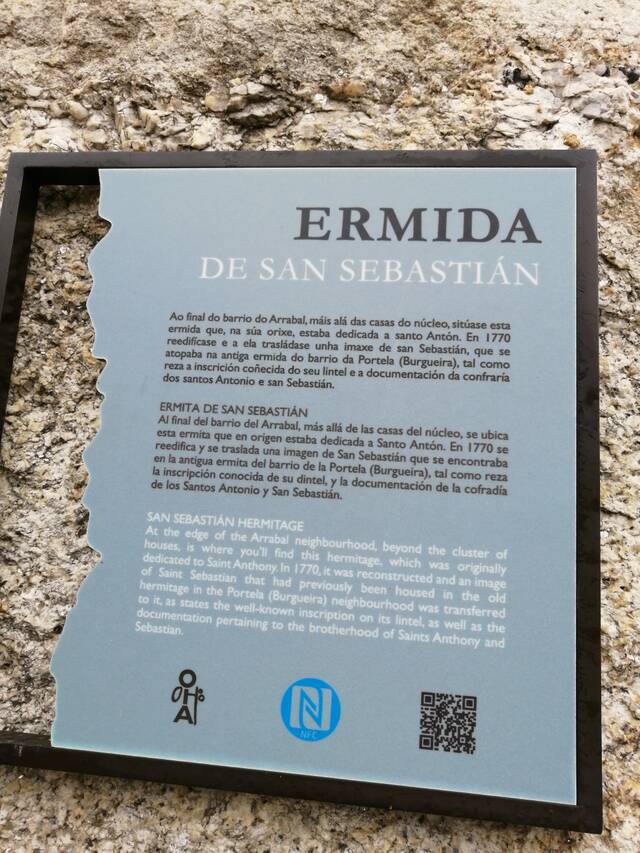 ERMIDA
DE SAN SEBASTIÁN
Ao final do barrio do Arrabal, máis alá das casas do núcleo, sitúase esta
ermida que, na súa orixe, estaba dedicada a santo Antón. En 1770
reedifícase e a ela trasládase unha imaxe de san Sebastián, que se
atopaba na antiga ermida do barrio da Portela (Burgueira), tal como
reza a inscrición coñecida do seu lintel e a documentación da confraría
dos santos Antonio e san Sebastián.
ERMITA DE SAN SEBASTIÁN
Al final del barrio del Arrabal, más allá de las casas del núcleo, se ubica
esta ermita que en origen estaba dedicada a Santo Antón. En 1770 se
reedifica y se traslada una imagen de San Sebastián que se encontraba
en la antigua ermita del barrio de la Portela (Burgueira), tal como reza
la inscripción conocida de su dintel, y la documentación de la cofradía
de los Santos Antonio y San Sebastián.
SAN SEBASTIÁN HERMITAGE
At the edge of the Arrabal neighbourhood, beyond the cluster of
houses, is where you'll find this hermitage, which was originally
dedicated to Saint Anthony. In 1770, it was reconstructed and an image
of Saint Sebastian that had previously been housed in the old
hermitage in the Portela (Burgueira) neighbourhood was transferred
to it, as states the well-known inscription on its lintel, as well as the
documentation pertaining to the brotherhood of Saints Anthony and
Sebastian.
OHA
NFC